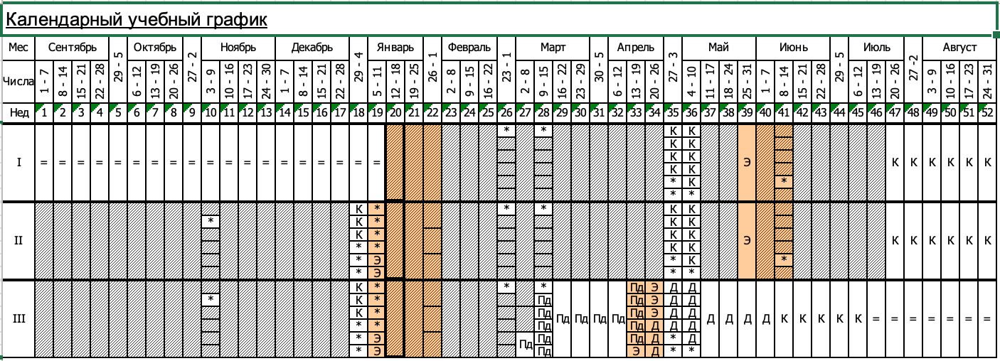 Календарный учебный график
Мес Сентябрь 29 - 5 Октябрь 27 - 2 Ноябрь Декабрь 29 - 4 Январь 26 - 1 Февраль 23 - 1 Март 30 - 5 Апрель 27 - 3 Май Июнь 29 - 5 Июль 27 -2 Август
Числа 1 - 7 8 - 14 15 - 21 22 - 28 6 - 12 13 - 19 20 - 26 3 - 9 10 - 16 17 - 23 24 - 30 1 - 7 8 - 14 15 - 21 22 - 28 5 - 11 12 - 18 19 - 25 2 - 8 9 - 15 16 - 22 2 - 8 9 - 15 16 - 22 23 - 29 6 - 12 13 - 19 20 - 26 4 - 10 11 - 17 18 - 24 25 - 31 1 - 7 8 - 14 15 - 21 22 - 28 6 - 12 13 - 19 20 - 26 3 - 9 10 - 16 17 - 23 24 - 31
Нед 1 2 3 4 5 6 7 8 9 10 11 12 13 14 15 16 17 18 19 20 21 22 23 24 25 26 27 28 29 30 31 32 33 34 35 36 37 38 39 40 41 42 43 44 45 46 47 48 49 50 51 52
* * К К
К К
К К
I = = = = = = = = = = = = = = = = = = = Э К К К К К К
К К
* К *
* *
К * * * К К
* К * К К
К * К К
II Э К К К К К К
* * К К
* Э * К *
* Э * *
К * * * Пд Э Д Д
* К * Пд Пд Э Д Д
К * Пд Пд Э Д Д
III Пд Пд Пд Пд Д Д Д Д К К К К К = = = = = = =
* * Пд Пд Д Д Д
* Э Пд Пд Д * Д
Пд
* Э Пд Э Д * *